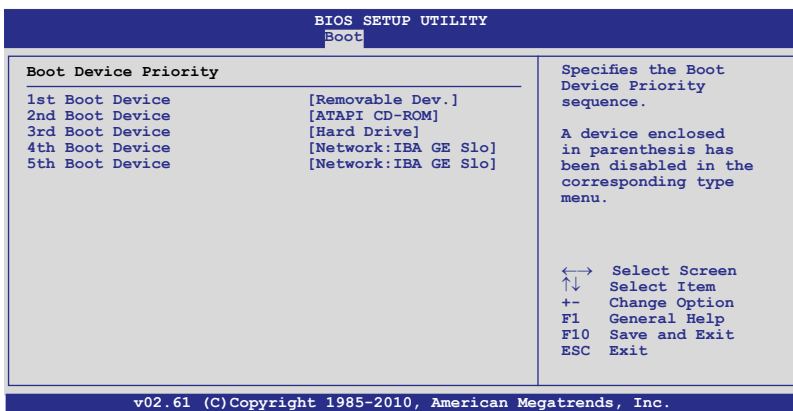 BIOS SETUP UTILITY
Boot
Boot Device Priority
1st Boot Device [Removable Dev.]
2nd Boot Device [ATAPI CD-ROM]
3rd Boot Device [Hard Drive]
4th Boot Device [Network:IBA GE Slo]
5th Boot Device [Network:IBA GE Slo]
Specifies the Boot
Device Priority
sequence.
A device enclosed
in parenthesis has
been disabled in the
corresponding type
menu.
←→ Select Screen
↑↓ Select Item
+- Change Option
F1 General Help
F10 Save and Exit
ESC Exit
v02.61 (C)Copyright 1985-2010, American Megatrends, Inc.